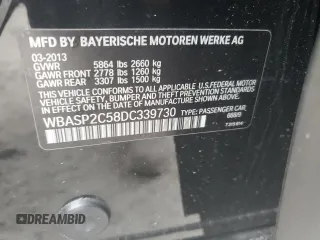 MFD BY BAYERISCHE MOTOREN WERKE AG
03-2013
GVWR 5864 lbs 2660 kg
GAWR FRONT 2778 lbs 1260 kg
GAWR REAR 3307 lbs 1500 kg
THIS VEHICLE CONFORMS TO ALL APPLICABLE U.S. FEDERAL MOTOR
VEHICLE SAFETY, BUMPER, AND THEFT PREVENTION STANDARDS
IN EFFECT ON THE DATE OF MANUFACTURE SHOWN ABOVE.
WBASP2C58DC339730 TYPE: PASSENGER CAR
DREAMBID